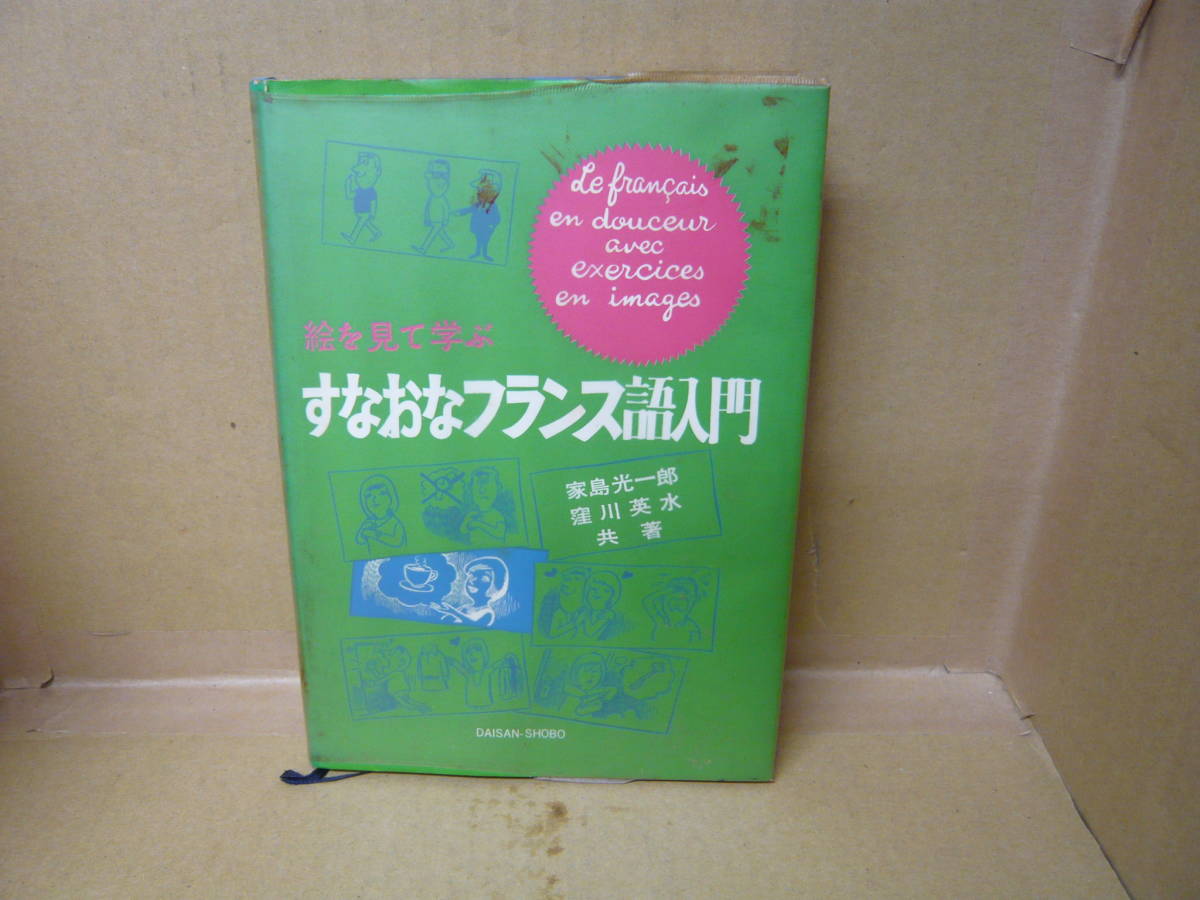 Le français
en douceur
avec
exercices
en images
絵を見て学ぶ
すなおなフランス語入門
家島光一郎
窪川英水
共著
DAISAN-SHOBO